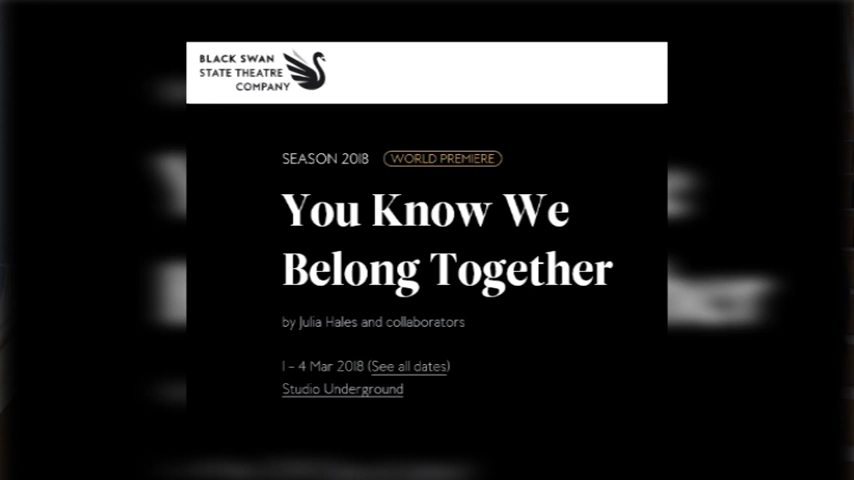 BLACK SWAN
STATE THEATRE
COMPANY
SEASON 2018 WORLD PREMIERE
You Know We
Belong Together
by Julia Hales and collaborators
1 – 4 Mar 2018 (See all dates)
Studio Underground